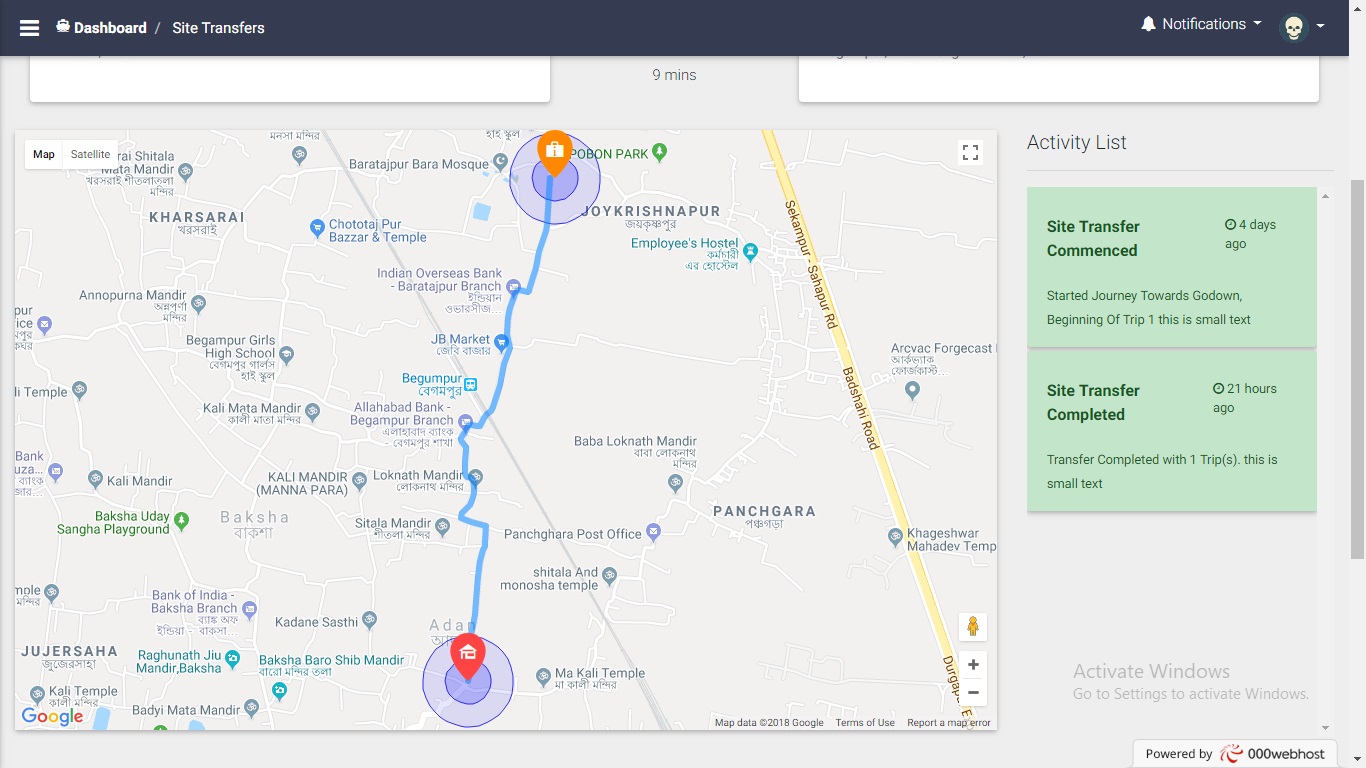 Dashboard / Site Transfers
Notifications
9 mins
Map Satellite
মনসা মন্দির
হাই স্কুল
Baratajpur Bara Mosque
POBON PARK
rai Shitala
Mata Mandir
খরসরাই শীতলাতলা
মন্দির
KHARSARAI
খরসরাই
Chototaj Pur
Bazzar & Temple
JOYKRISHNAPUR
জয়কৃষ্ণপুর
Employee's Hostel
কর্মচারী
এর হোস্টেল
Sekampur - Sahapur Rd
Indian Overseas Bank
- Baratajpur Branch
ইন্ডিয়ান
ওভারসীজ...
Annopurna Mandir
অন্নপূর্ণা
মন্দির
pur
ice
Begampur Girls
High School
বেগমপুর গার্লস
হাই স্কুল
JB Market
জেবি বাজার
Arcvac Forgecast
আর্কভ্যাক
ফোর্জকাস্ট...
Begumpur
বেগমপুর
li Temple
Kali Mata Mandir
কালী মাতা মন্দির
Allahabad Bank -
Begampur Branch
এলাহাবাদ ব্যাংক
- বেগমপুর শাখা
Badshahi Road
Baba Loknath Mandir
বাবা লোকনাথ
মন্দির
Bank
uza...
ব্যাংক
জার...
Kali Mandir
KALI MANDIR
(MANNA PARA)
Loknath Mandir
লোকনাথ মন্দির
Baksha Uday
Sangha Playground
Baksha
বাকশা
Sitala Mandir
শীতলা মন্দির
PANCHGARA
পঞ্চগড়া
Panchghara Post Office
Khageshwar
Mahadev Temp
shitala And
monosha temple
mple
মন্দির
Bank of India -
Baksha Branch
ব্যাঙ্ক অফ
ইন্ডিয়া - বাকসা...
Kadane Sasthi
Adan
JUJERSAHA
জুজেরসাহা
Raghunath Jiu
Mandir,Baksha
Baksha Baro Shib Mandir
বারো মন্দির তলা
Ma Kali Temple
মা কালী মন্দির
Kali Temple
কালী মন্দির
Badyi Mata Mandir
Google
Map data ©2018 Google Terms of Use Report a map error
Activity List
Site Transfer
Commenced
4 days
ago
Started Journey Towards Godown,
Beginning Of Trip 1 this is small text
Site Transfer
Completed
21 hours
ago
Transfer Completed with 1 Trip(s). this is
small text
Activate Windows
Go to Settings to activate Windows.
Powered by 000webhost